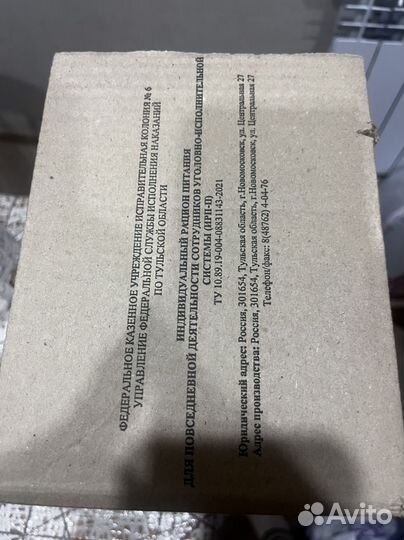 ФЕДЕРАЛЬНОЕ КАЗЕННОЕ УЧРЕЖДЕНИЕ ИСПРАВИТЕЛЬНАЯ КОЛОНИЯ № 6
УПРАВЛЕНИЕ ФЕДЕРАЛЬНОЙ СЛУЖБЫ ИСПОЛНЕНИЯ НАКАЗАНИЙ
ПО ТУЛЬСКОЙ ОБЛАСТИ
ИНДИВИДУАЛЬНЫЙ РАЦИОН ПИТАНИЯ
ДЛЯ ПОВСЕДНЕВНОЙ ДЕЯТЕЛЬНОСТИ СОТРУДНИКОВ УГОЛОВНО-ИСПОЛНИТЕЛЬНОЙ
СИСТЕМЫ (ИРП-П)
ТУ 10.89.19-004-08831143-2021
Юридический адрес: Россия, 301654, Тульская область, г.Новомосковск, ул. Центральная 27
Адрес производства: Россия, 301654, Тульская область, г.Новомосковск, ул. Центральная 27
Телефон/факс: 8(48762) 4-04-76
Avito